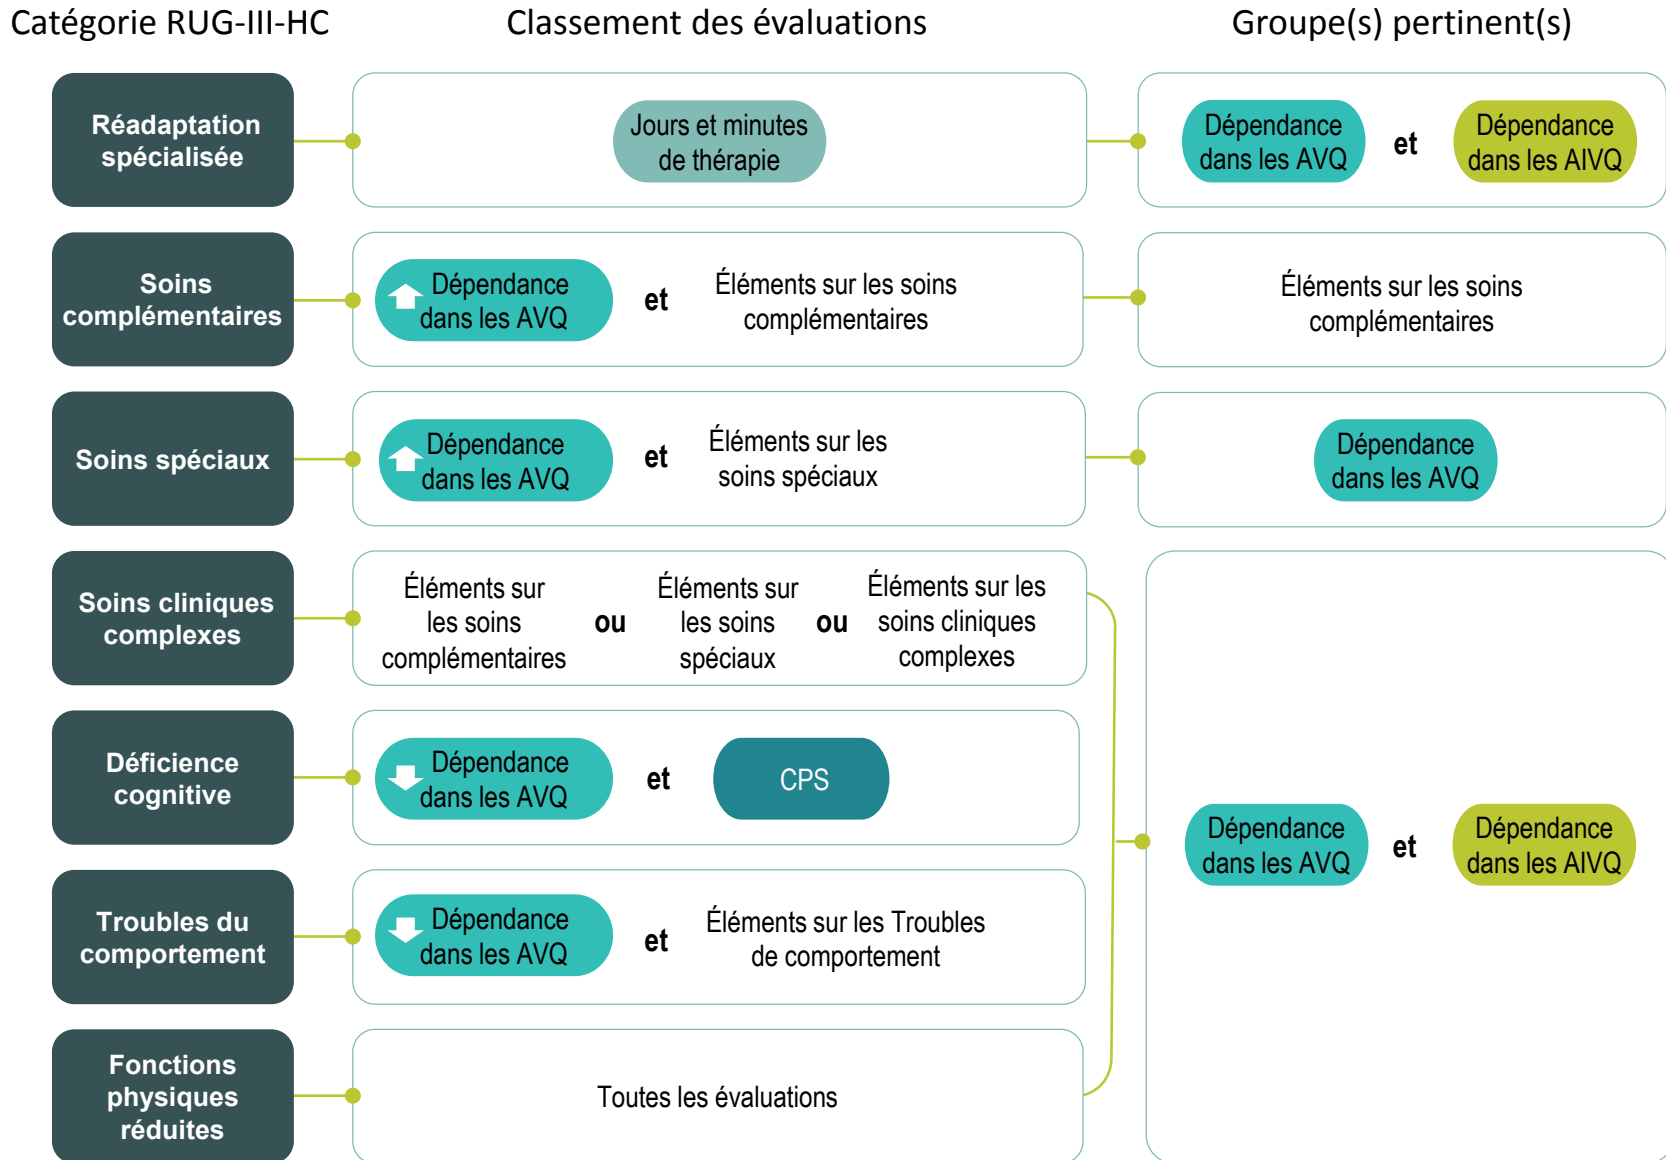 Catégorie RUG-III-HC
Classement des évaluations
Groupe(s) pertinent(s)
Réadaptation
spécialisée
Jours et minutes
de thérapie
Dépendance
dans les AVQ
et
Dépendance
dans les AIVQ
Soins
complémentaires
Dépendance
dans les AVQ
et
Éléments sur les soins
complémentaires
Éléments sur les soins
complémentaires
Soins spéciaux
Dépendance
dans les AVQ
et
Éléments sur les
soins spéciaux
Dépendance
dans les AVQ
Soins cliniques
complexes
Éléments sur
les soins
complémentaires
ou
Éléments sur
les soins
spéciaux
ou
Éléments sur les
soins cliniques
complexes
Déficience
cognitive
Dépendance
dans les AVQ
et
CPS
Dépendance
dans les AVQ
et
Dépendance
dans les AIVQ
Troubles du
comportement
Dépendance
dans les AVQ
et
Éléments sur les Troubles
de comportement
Fonctions
physiques
réduites
Toutes les évaluations